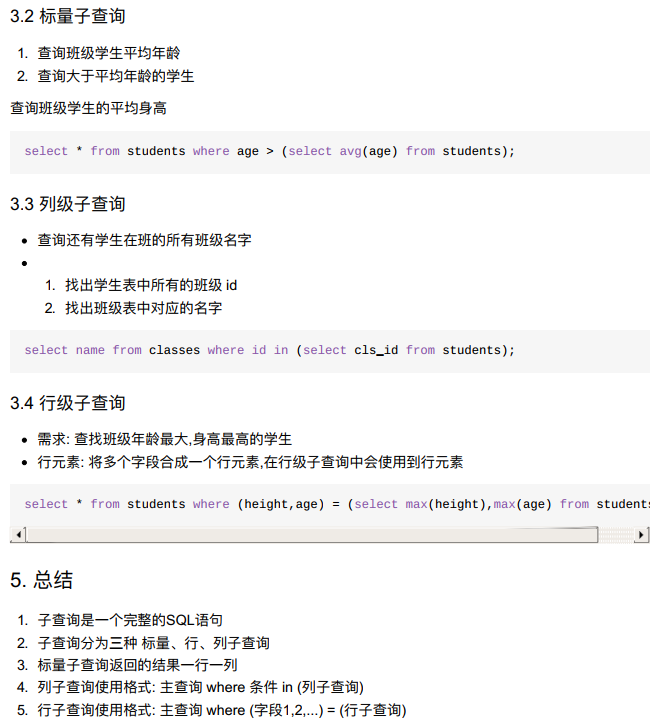 3.2 标量子查询
1. 查询班级学生平均年龄
2. 查询大于平均年龄的学生
查询班级学生的平均身高
select * from students where age > (select avg(age) from students);
3.3 列级子查询
• 查询还有学生在班的所有班级名字
•
1. 找出学生表中所有的班级 id
2. 找出班级表中对应的名字
select name from classes where id in (select cls_id from students);
3.4 行级子查询
• 需求: 查找班级年龄最大,身高最高的学生
• 行元素: 将多个字段合成一个行元素,在行级子查询中会使用到行元素
select * from students where (height,age) = (select max(height),max(age) from students
5. 总结
1. 子查询是一个完整的SQL语句
2. 子查询分为三种 标量、行、列子查询
3. 标量子查询返回的结果一行一列
4. 列子查询使用格式: 主查询 where 条件 in (列子查询)
5. 行子查询使用格式: 主查询 where (字段1,2,...) = (行子查询)